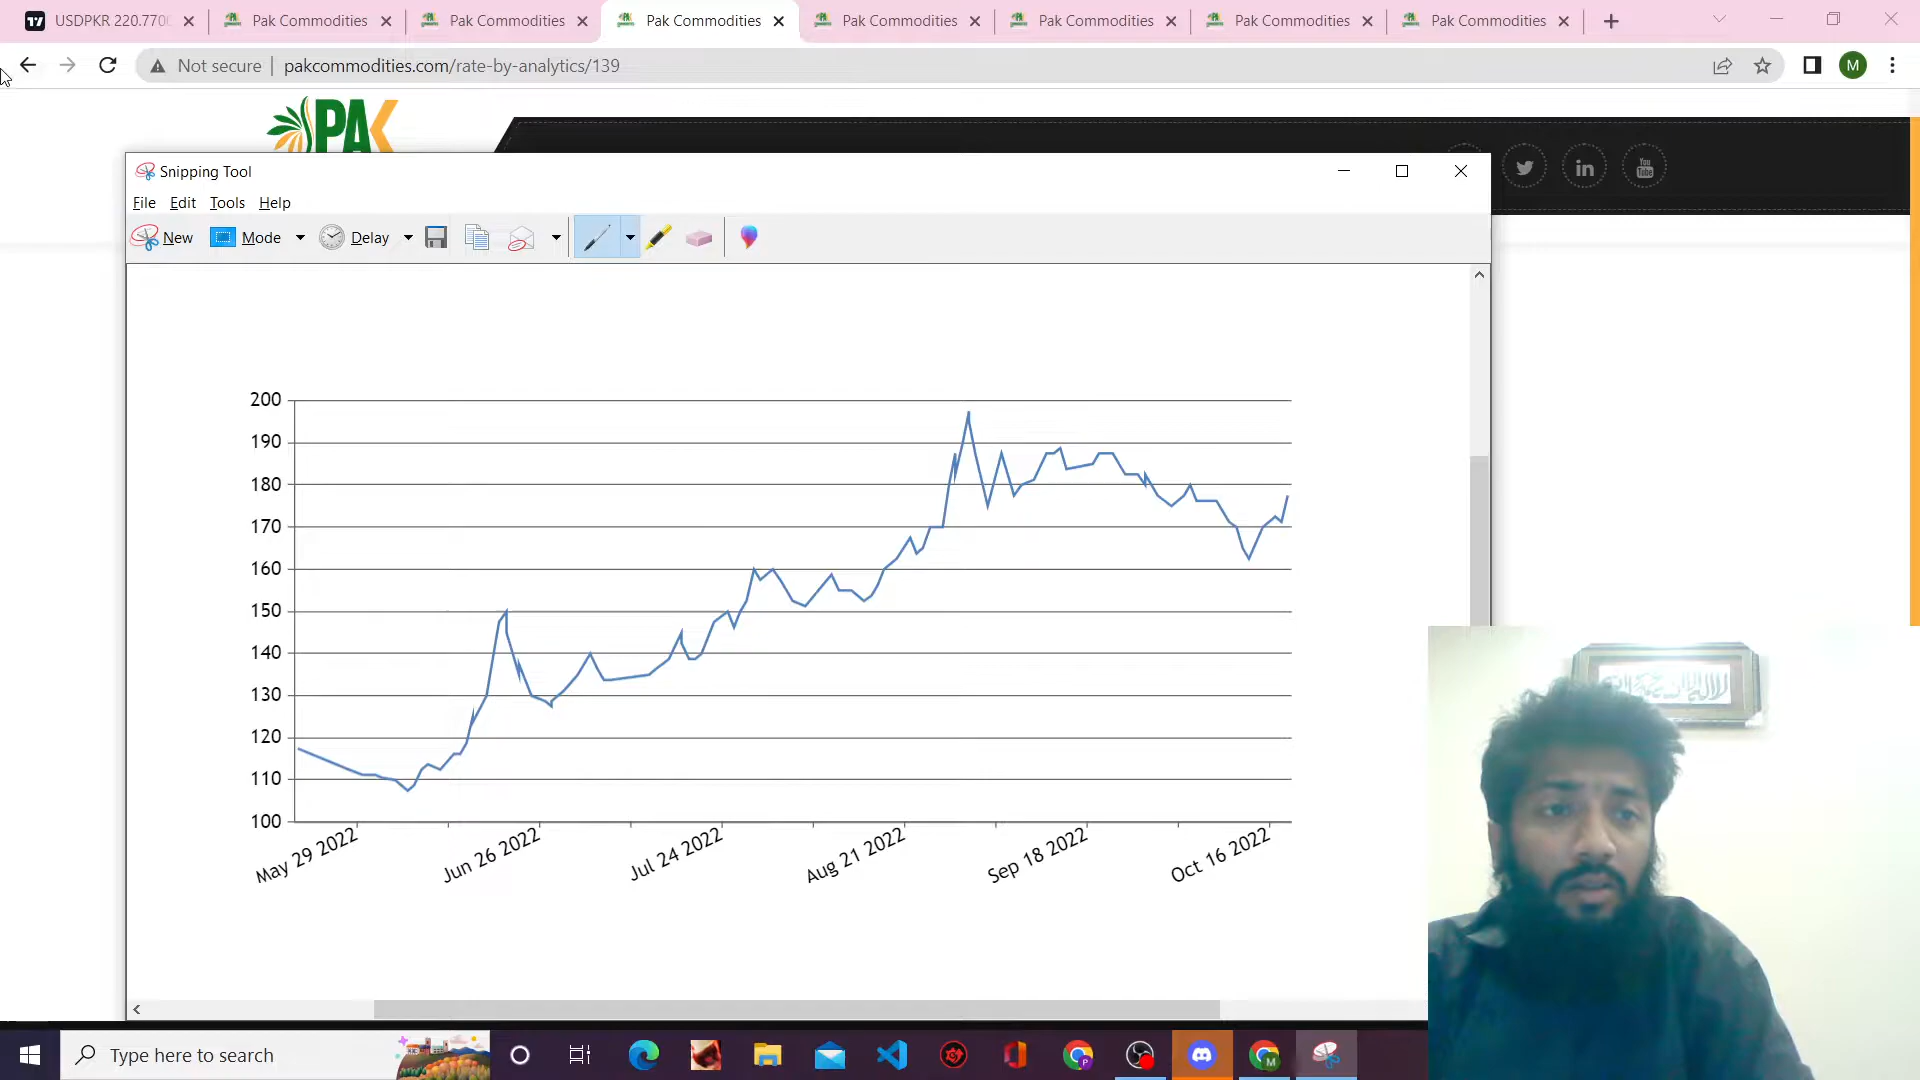 USDPKR 220.770
Pak Commodities
Pak Commodities
Pak Commodities
Pak Commodities
Pak Commodities
Pak Commodities
Pak Commodities
Not secure
pakcommodities.com/rate-by-analytics/139
M
PAK
Snipping Tool
File Edit Tools Help
New Mode Delay
You
Tube
200
190
180
170
160
150
140
130
120
110
100
May 29 2022
Jun 26 2022
Jul 24 2022
Aug 21 2022
Sep 18 2022
Oct 16 2022
Type here to search